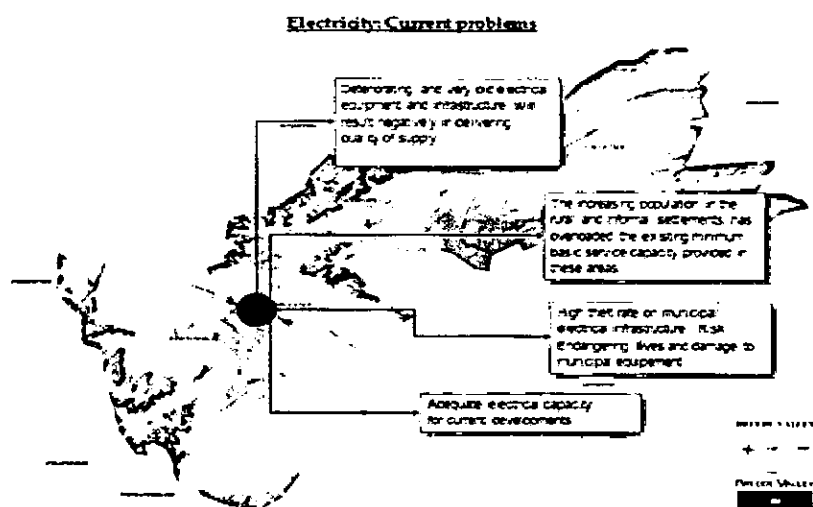 Electricity: Current problems
Deteriorating and very old electrical
equipment and infrastructure will
result negatively in delivering
quality of supply
The increasing population in the
rural and informal settlements, has
overloaded the existing minimum
basic service capacity provided in
these areas
High theft rate on municipal
electrical infrastructure. Risk
Endangering lives and damage to
municipal equipement
Adequate electrical capacity
for current developments